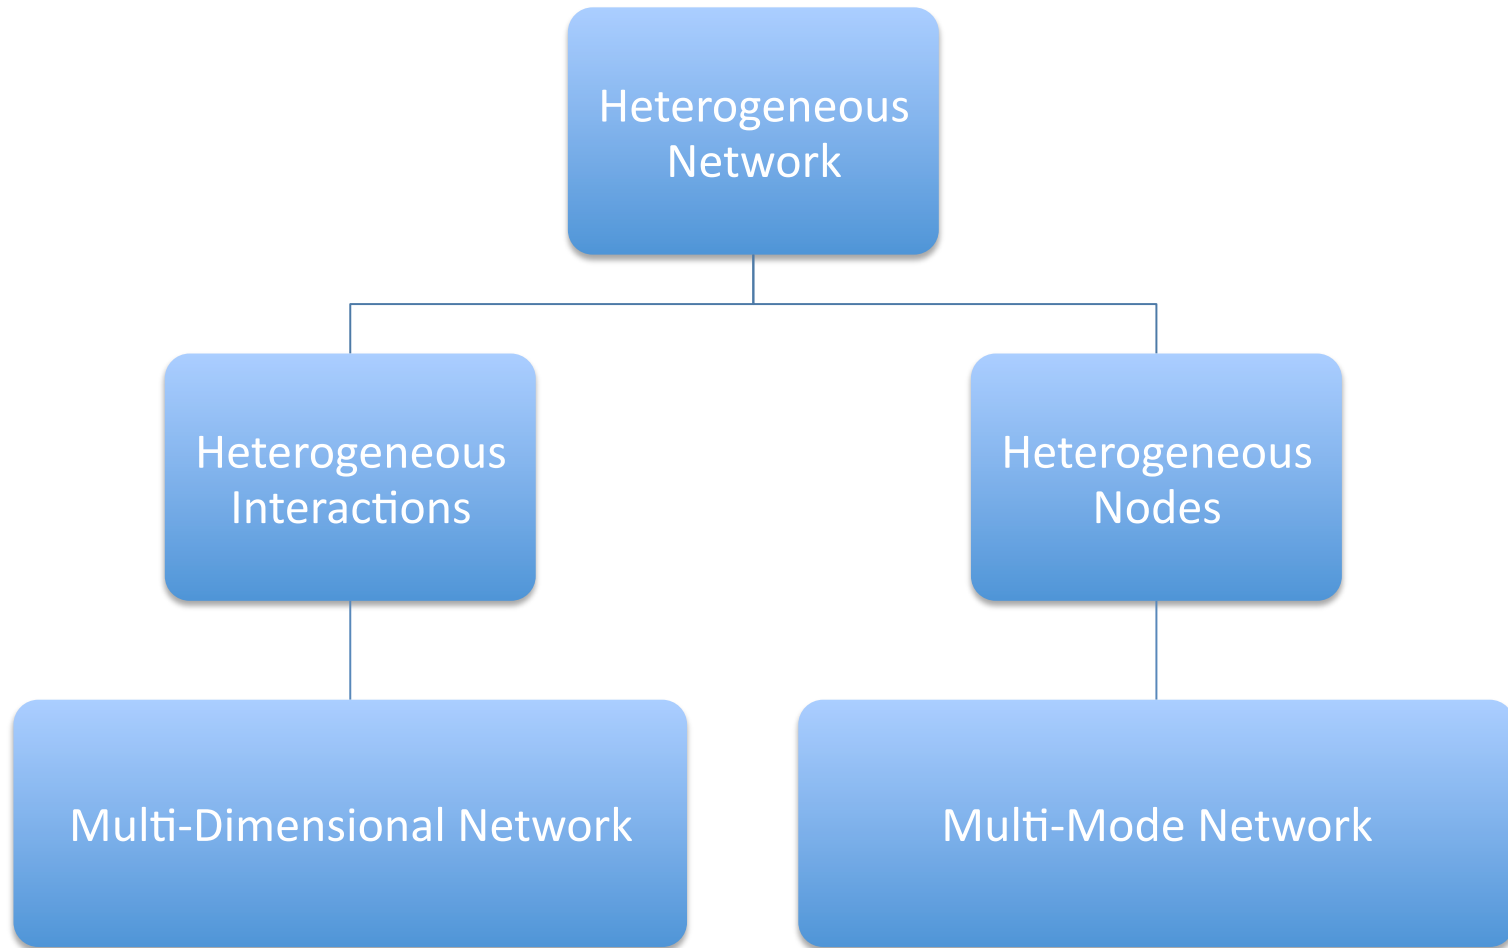 Heterogeneous
Network
Heterogeneous
Interactions
Heterogeneous
Nodes
Multi-Dimensional Network
Multi-Mode Network